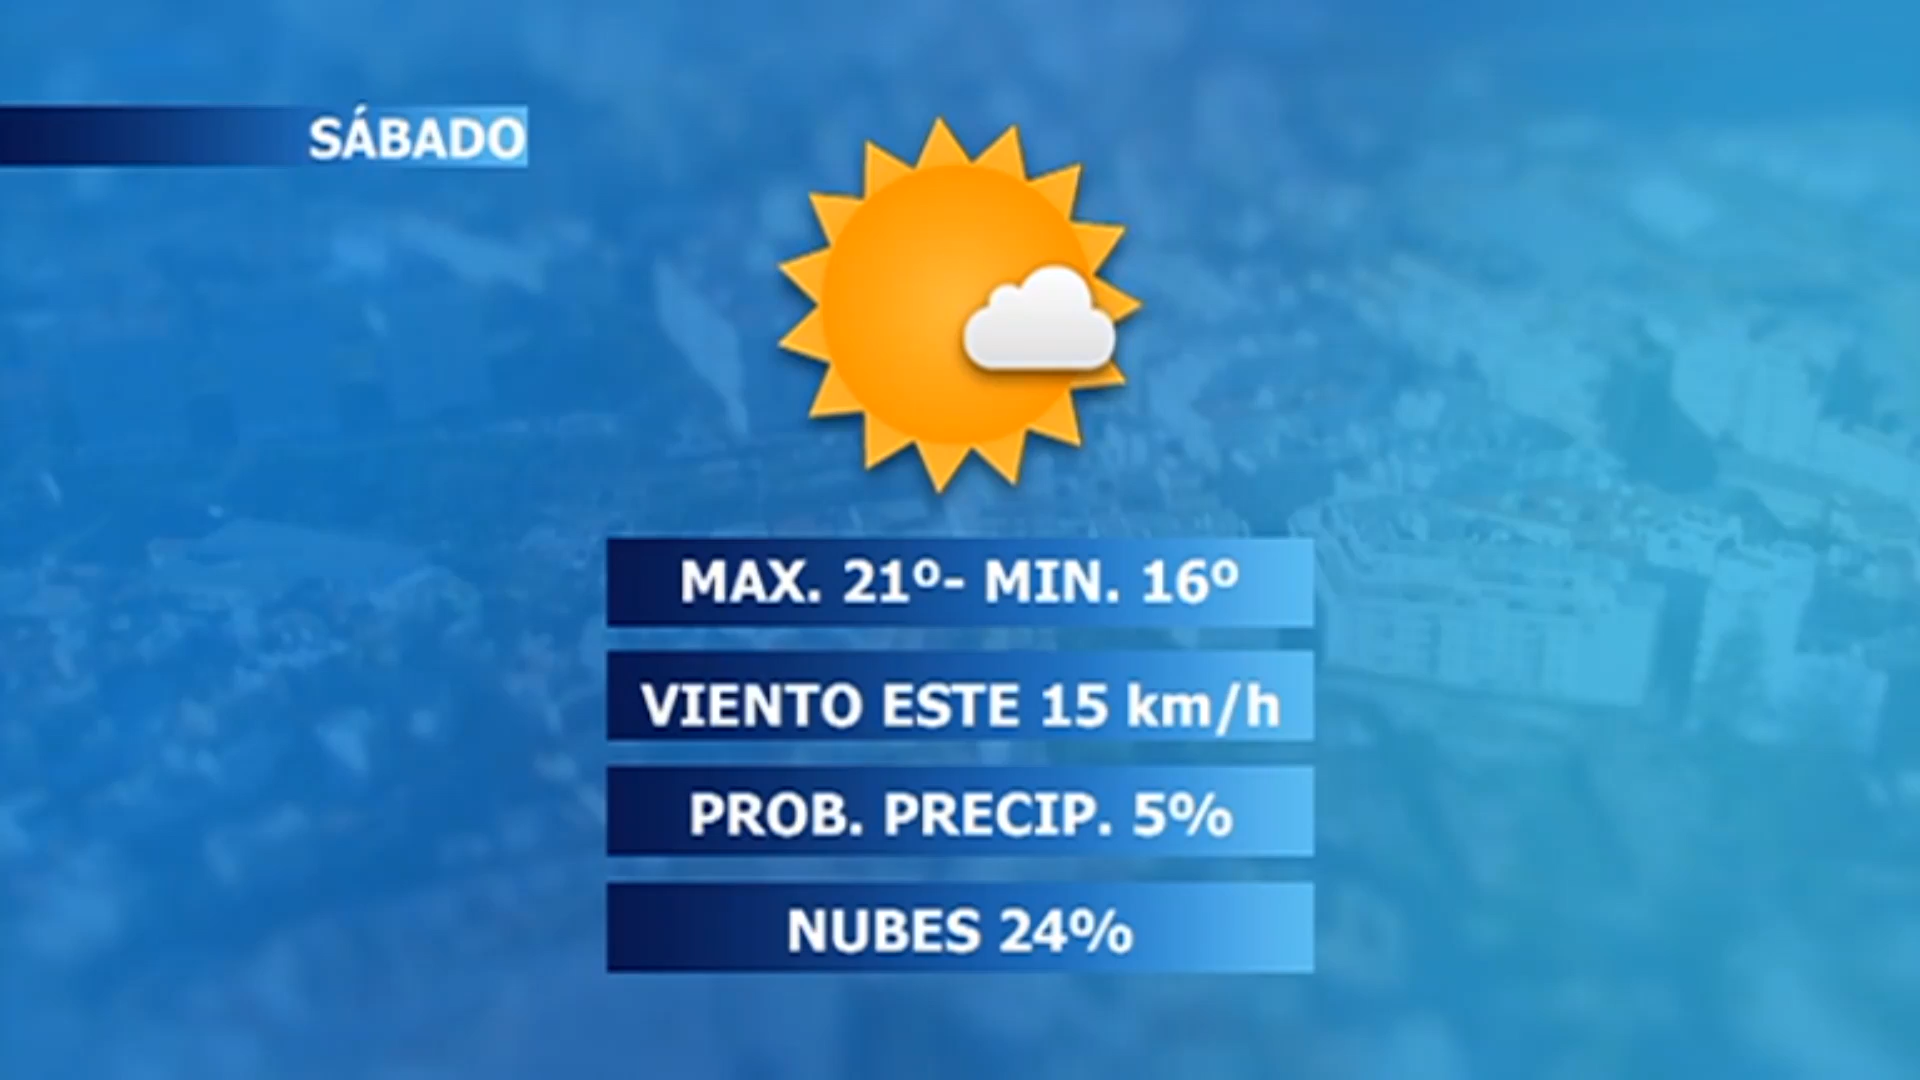 SÁBADO
MAX. 21º- MIN. 16º
VIENTO ESTE 15 km/h
PROB. PRECIP. 5%
NUBES 24%